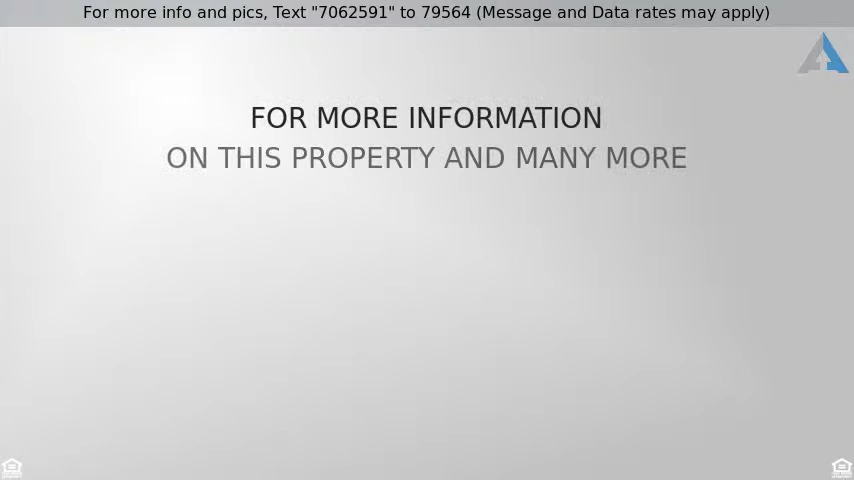 For more info and pics, Text "7062591" to 79564 (Message and Data rates may apply)
FOR MORE INFORMATION
ON THIS PROPERTY AND MANY MORE